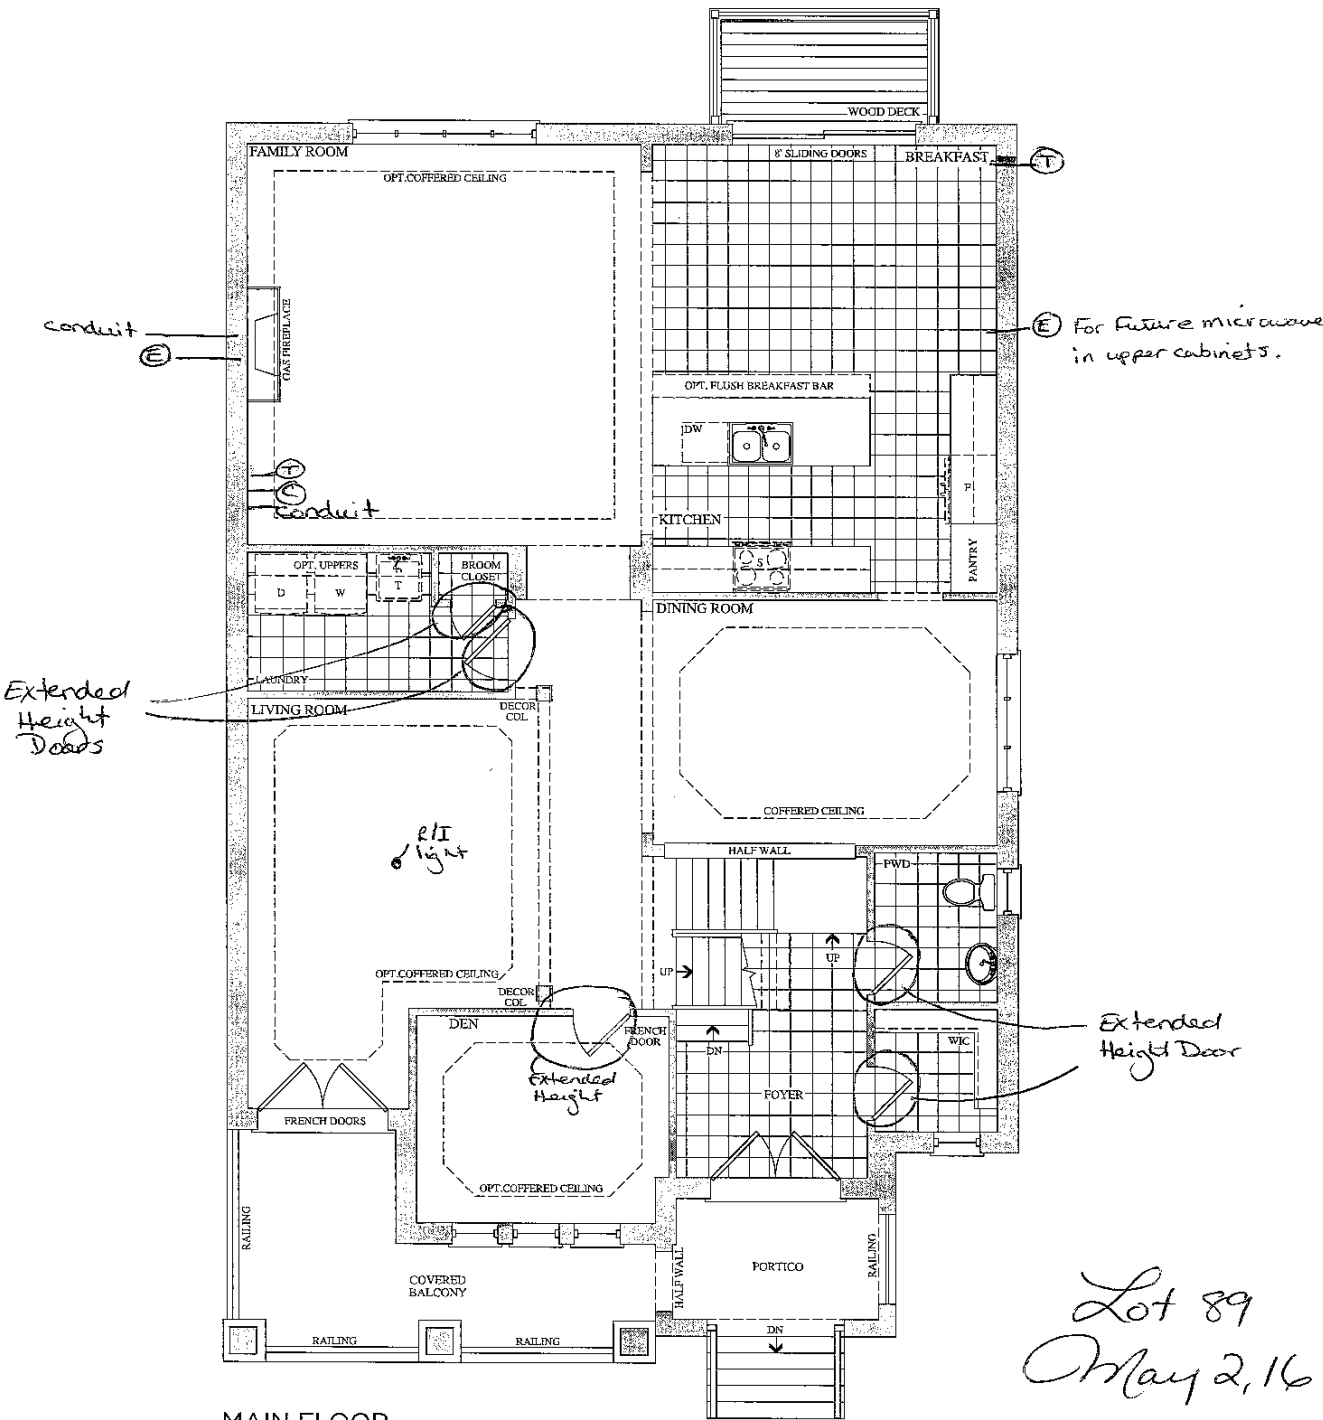 WOOD DECK
FAMILY ROOM
8' SLIDING DOORS
BREAKFAST
T
OPT.COFFERED CEILING
conduit
E
GAS FIREPLACE
E For Future microwave
in upper cabinets.
OPT. FLUSH BREAKFAST BAR
DW
T
C
conduit
F
KITCHEN
S
PANTRY
OPT. UPPERS
D
W
T
BROOM
CLOSET
DINING ROOM
LAUNDRY
Extended
Height
Doors
LIVING ROOM
DECOR
COL
COFFERED CEILING
R/I
light
HALF WALL
PWD
UP
UP
OPT.COFFERED CEILING
DECOR
COL
DEN
FRENCH
DOOR
DN
WIC
Extended
Height Door
Extended
Height
FOYER
FRENCH DOORS
OPT.COFFERED CEILING
RAILING
HALF WALL
PORTICO
RAILING
COVERED
BALCONY
RAILING
RAILING
DN
Lot 89
May 2,16
MAIN FLOOR